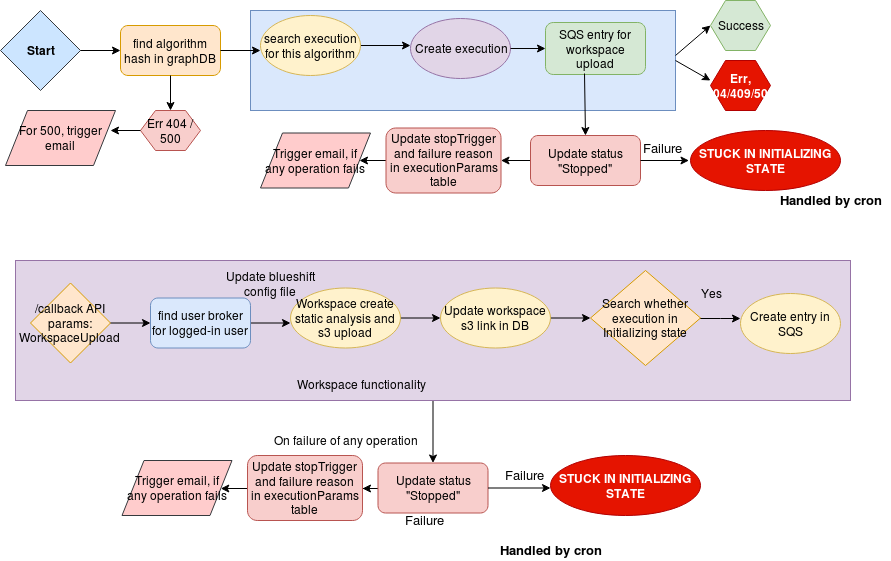 Start
find algorithm
hash in graphDB
search execution
for this algorithm
Create execution
SQS entry for
workspace
upload
Success
Err,
04/409/50
For 500, trigger
email
Err 404 /
500
Trigger email, if
any operation fails
Update stopTrigger
and failure reason
in executionParams
table
Update status
"Stopped"
Failure
STUCK IN INITIALIZING
STATE
Handled by cron
/callback API
params:
WorkspaceUpload
find user broker
for logged-in user
Update blueshift
config file
Workspace create
static analysis and
s3 upload
Update workspace
s3 link in DB
Search whether
execution in
Initializing state
Yes
Create entry in
SQS
Workspace functionality
On failure of any operation
Trigger email, if
any operation fails
Update stopTrigger
and failure reason
in executionParams
table
Update status
"Stopped"
Failure
Failure
STUCK IN INITIALIZING
STATE
Handled by cron